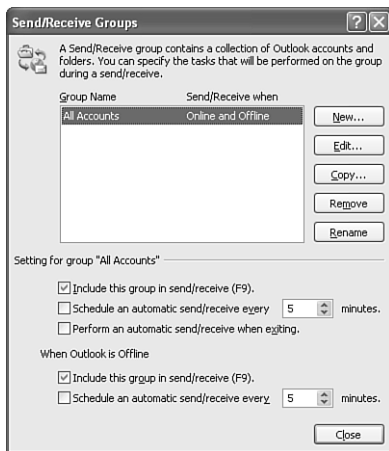 Send/Receive Groups
A Send/Receive group contains a collection of Outlook accounts and
folders. You can specify the tasks that will be performed on the group
during a send/receive.
Group Name Send/Receive when
All Accounts Online and Offline
New...
Edit...
Copy...
Remove
Rename
Setting for group "All Accounts"
Include this group in send/receive (F9).
Schedule an automatic send/receive every 5 minutes.
Perform an automatic send/receive when exiting.
When Outlook is Offline
Include this group in send/receive (F9).
Schedule an automatic send/receive every 5 minutes.
Close